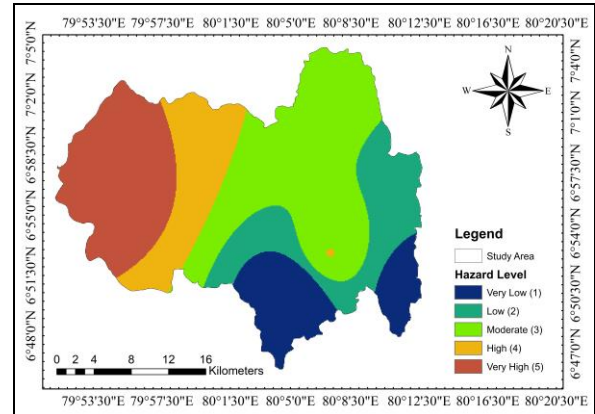 79°53'30"E 79°57'30"E 80°1'30"E 80°5'0"E 80°8'30"E 80°12'30"E 80°16'30"E 80°20'30"E
7°5'0"N
7°2'0"N
6°58'30"N
6°55'0"N
6°51'30"N
6°48'0"N
N
W E
S
7°4'0"N
7°1'0"N
6°57'30"N
6°54'0"N
6°50'30"N
6°47'0"N
Legend
Study Area
Hazard Level
Very Low (1)
Low (2)
Moderate (3)
High (4)
Very High (5)
0 2 4 8 12 16
Kilometers
79°53'30"E 79°57'30"E 80°1'30"E 80°5'0"E 80°8'30"E 80°12'30"E 80°16'30"E 80°20'30"E